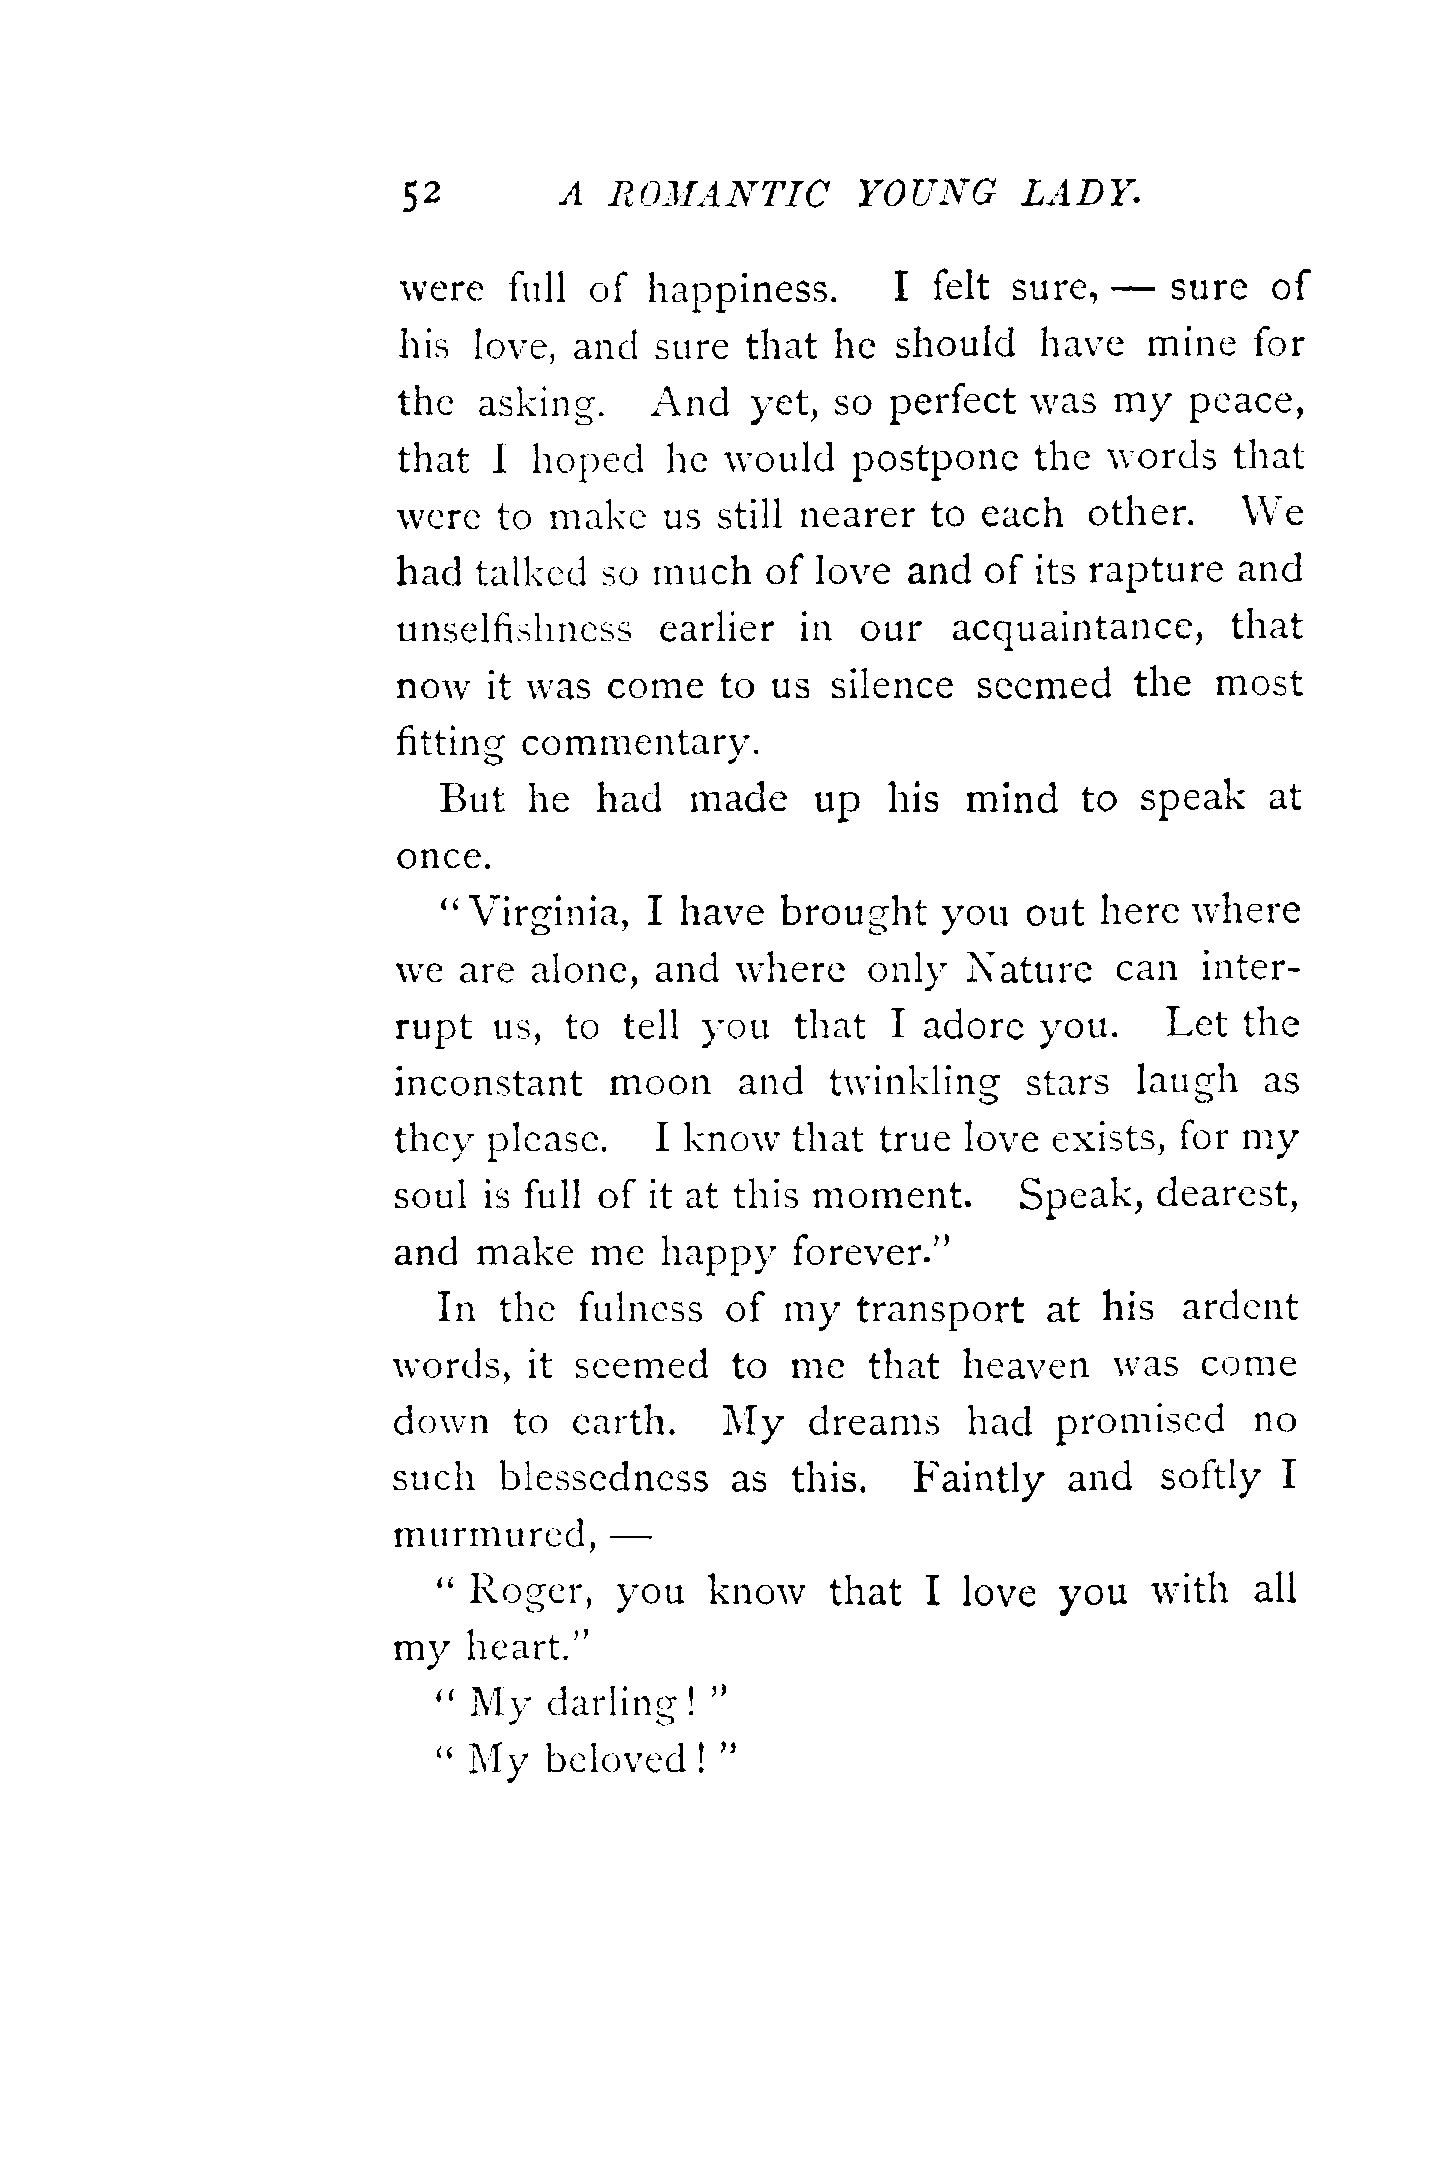 52 A ROMANTIC YOUNG LADY.
were full of happiness. I felt sure, — sure of
his love, and sure that he should have mine for
the asking. And yet, so perfect was my peace,
that I hoped he would postpone the words that
were to make us still nearer to each other. We
had talked so much of love and of its rapture and
unselfishness earlier in our acquaintance, that
now it was come to us silence seemed the most
fitting commentary.
But he had made up his mind to speak at
once.
“Virginia, I have brought you out here where
we are alone, and where only Nature can inter-
rupt us, to tell you that I adore you. Let the
inconstant moon and twinkling stars laugh as
they please. I know that true love exists, for my
soul is full of it at this moment. Speak, dearest,
and make me happy forever.”
In the fulness of my transport at his ardent
words, it seemed to me that heaven was come
down to earth. My dreams had promised no
such blessedness as this. Faintly and softly I
murmured, —
“ Roger, you know that I love you with all
my heart.”
“ My darling! ”
“ My beloved! ”